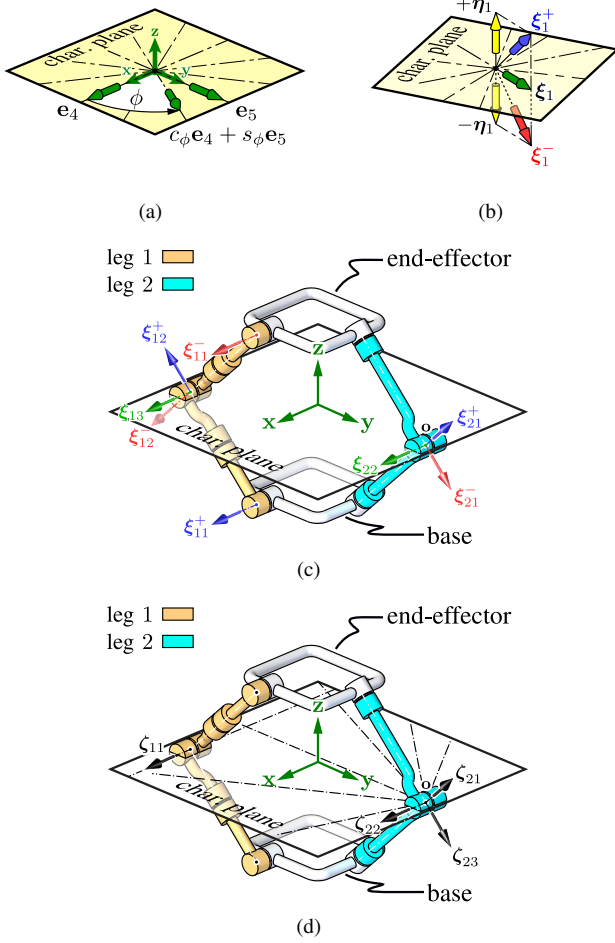 char plane
z
x y
e₄ ϕ e₅
c_ϕe₄ + s_ϕe₅
(a)
+η₁ ξ₁⁺
char plane
ξ₁
−η₁
ξ₁⁻
(b)
leg 1
leg 2
end-effector
ξ₁₂⁺ ξ₁₁⁻
z
ξ₁₃ x y o ξ₂₁⁺
ξ₁₂⁻ char plane ξ₂₂
ξ₂₁⁻
ξ₁₁⁺
base
(c)
leg 1
leg 2
end-effector
z
ζ₁₁ x y o ζ₂₁
char plane ζ₂₂
ζ₂₃
base
(d)